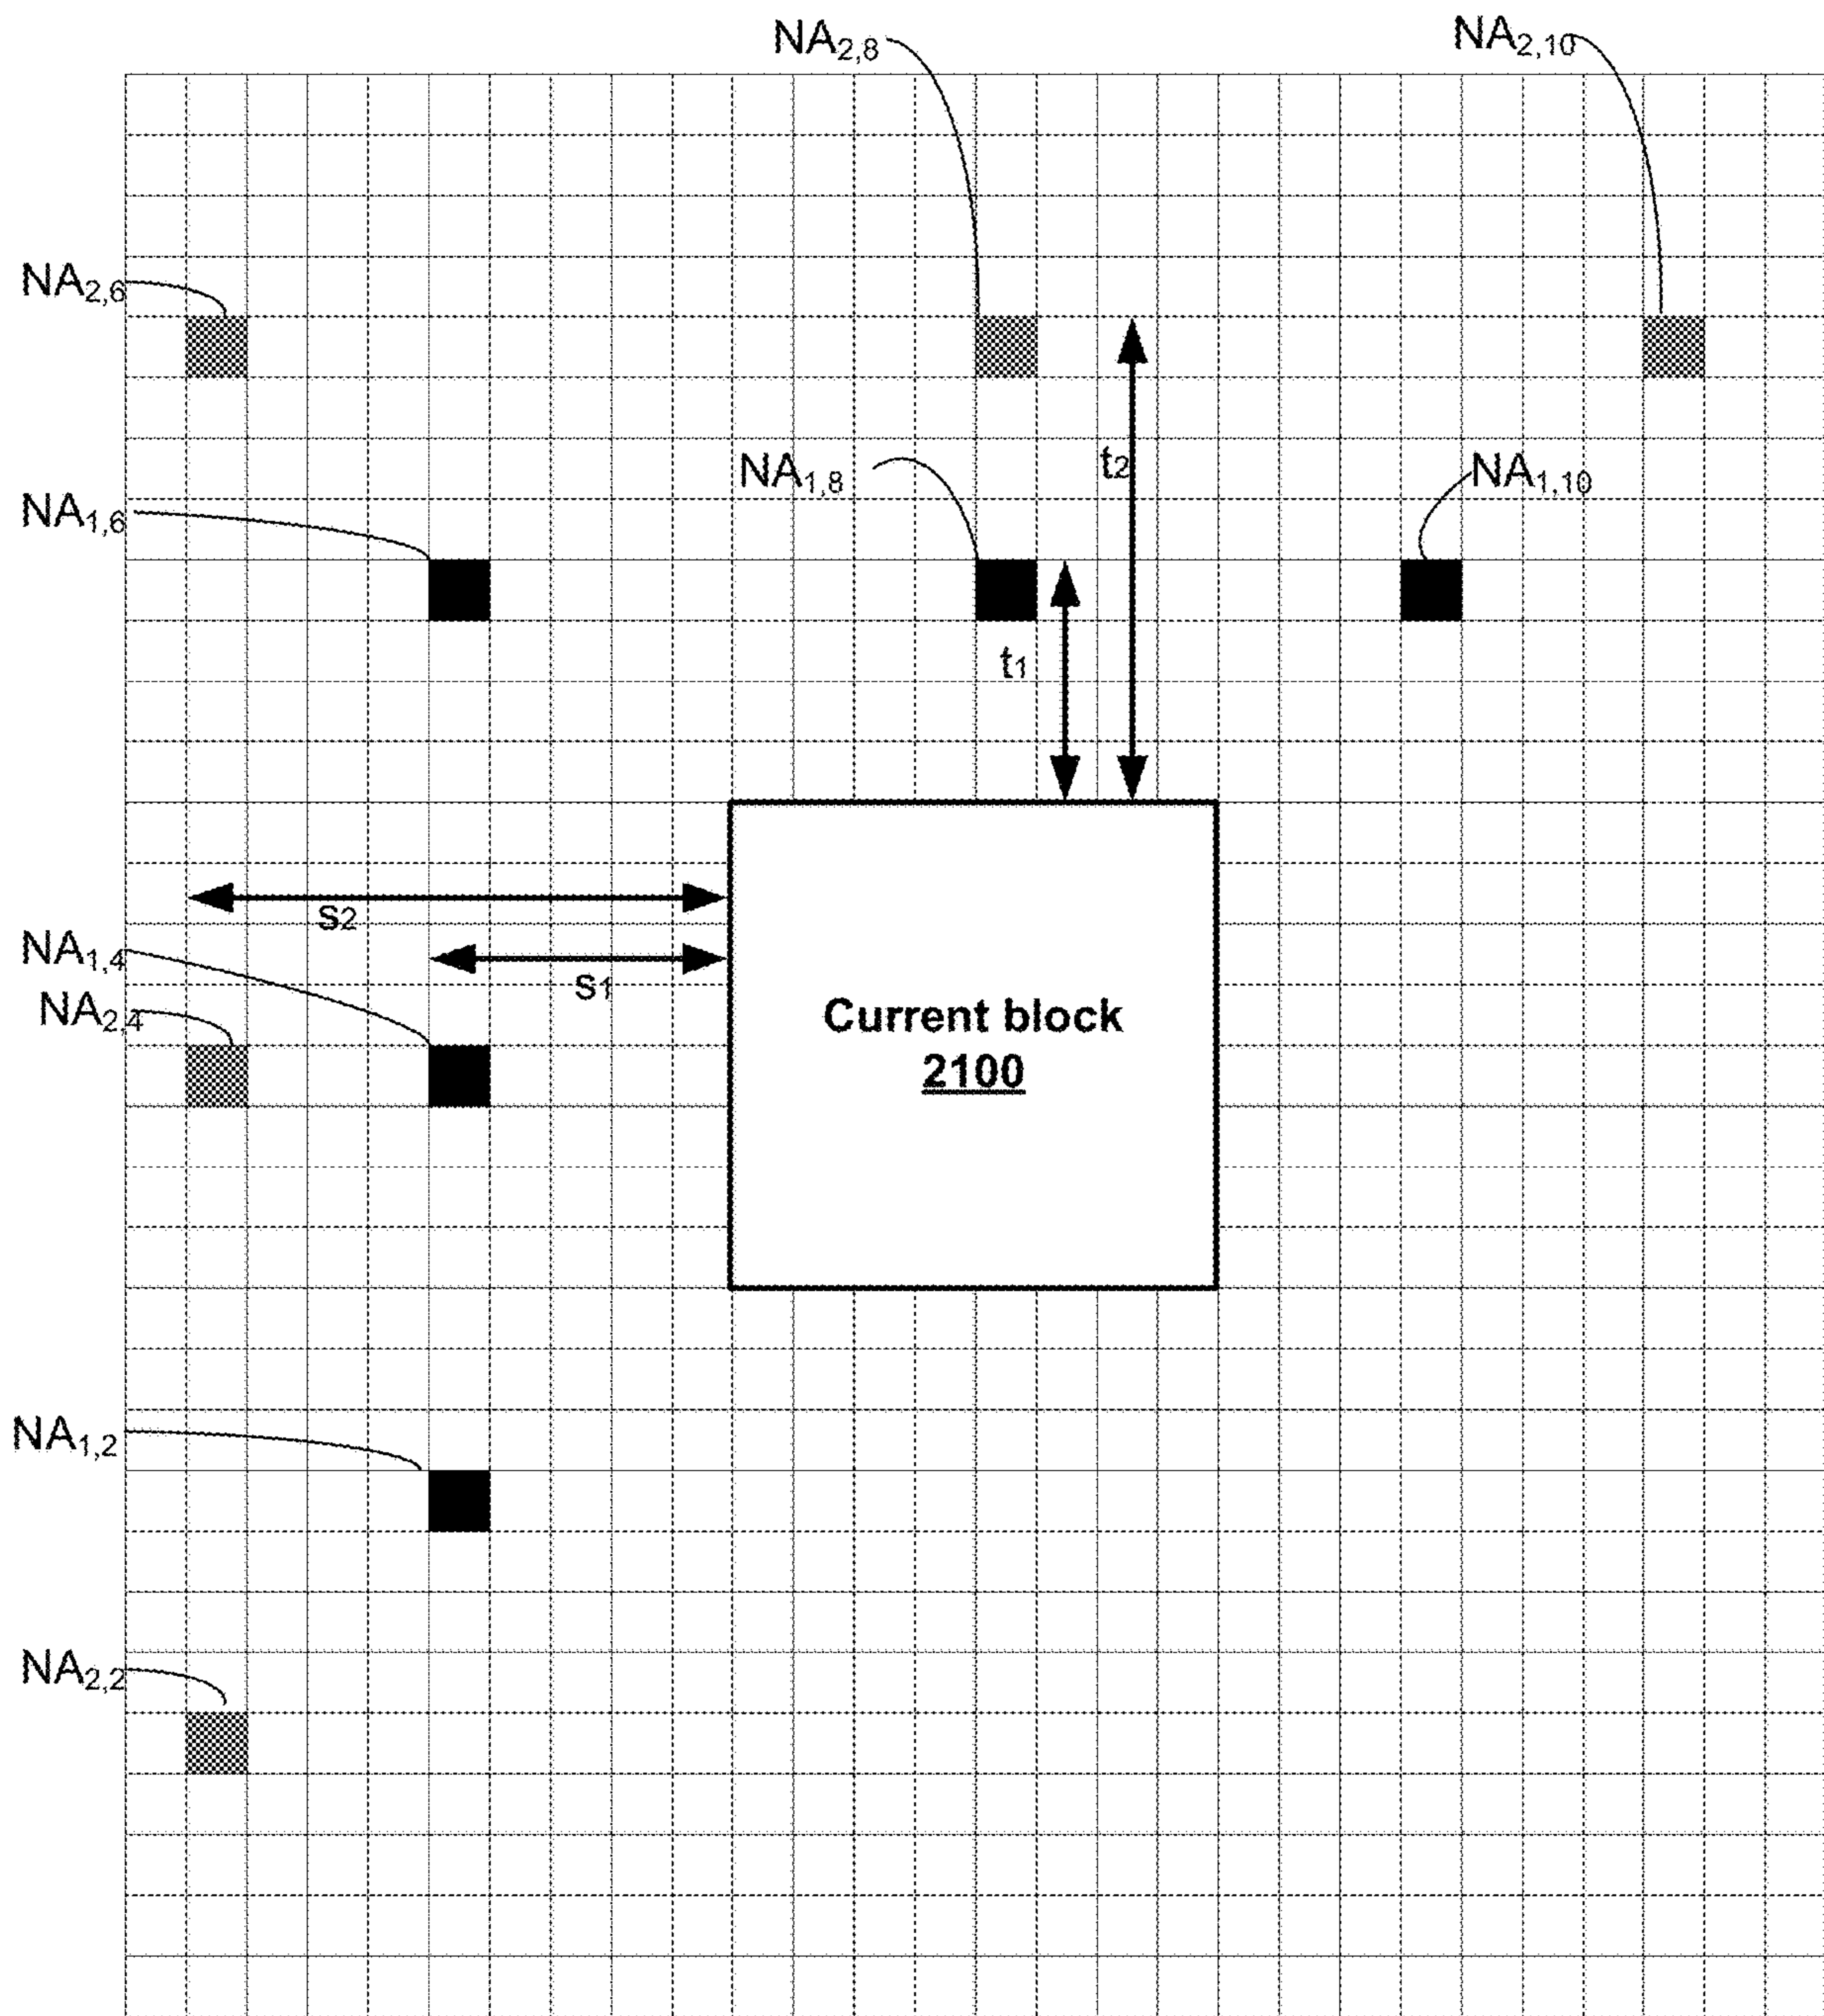 NA2,8
NA2,10
NA2,6
NA1,8
t2
NA1,10
NA1,6
t1
s2
NA1,4
s1
NA2,4
Current block
2100
NA1,2
NA2,2